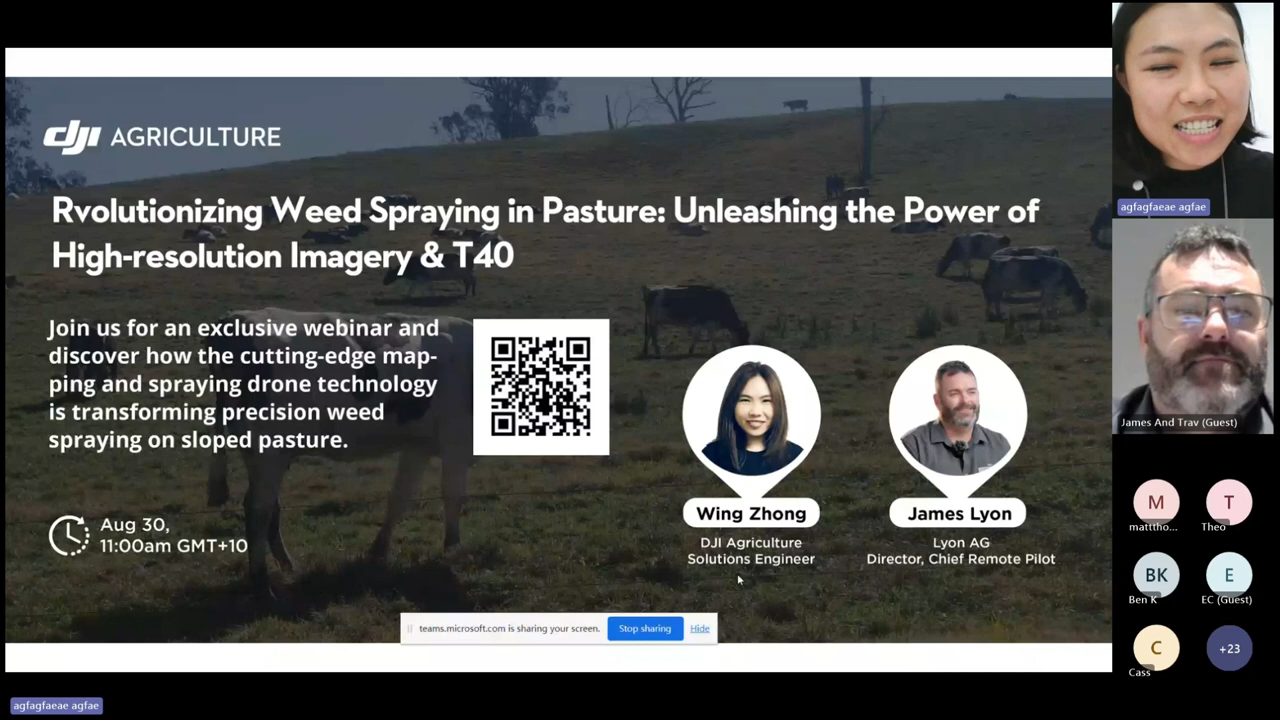 dji AGRICULTURE
Rvolutionizing Weed Spraying in Pasture: Unleashing the Power of
High-resolution Imagery & T40
Join us for an exclusive webinar and
discover how the cutting-edge map-
ping and spraying drone technology
is transforming precision weed
spraying on sloped pasture.
Aug 30,
11:00am GMT+10
Wing Zhong
DJI Agriculture
Solutions Engineer
James Lyon
Lyon AG
Director, Chief Remote Pilot
teams.microsoft.com is sharing your screen.
Stop sharing
Hide
agfagfaeae agfae
James And Trav (Guest)
M
mattho...
T
Theo
BK
Ben K
E
EC (Guest)
C
Cass
+23
agfagfaeae agfae